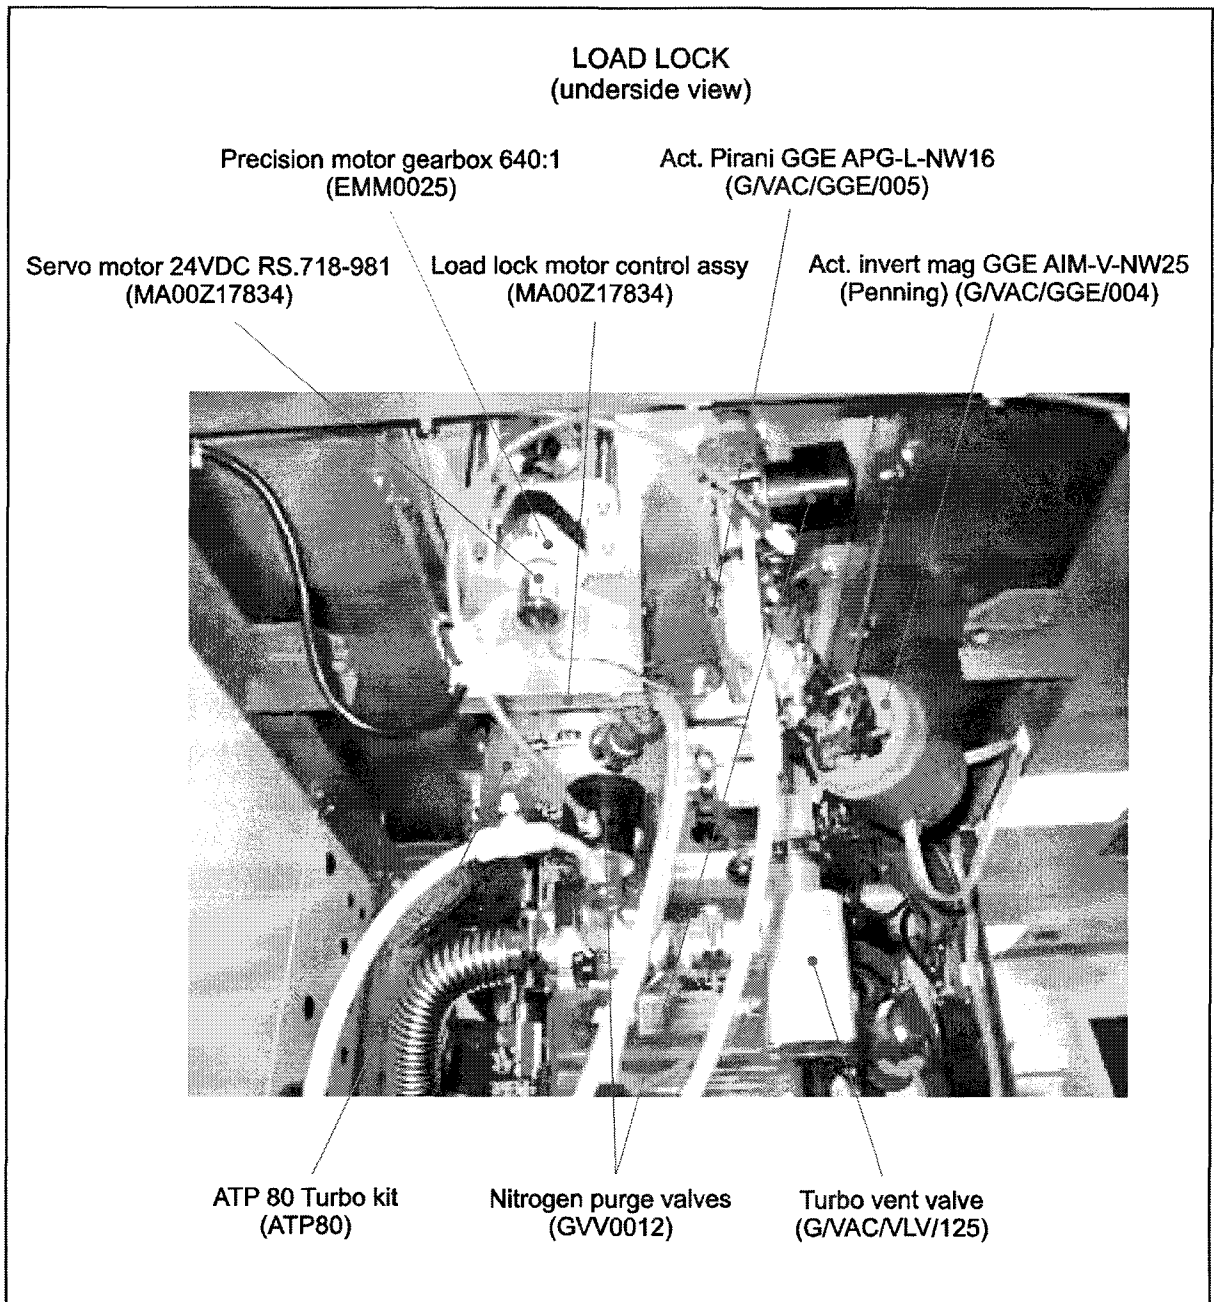 LOAD LOCK
(underside view)
Precision motor gearbox 640:1
(EMM0025)
Act. Pirani GGE APG-L-NW16
(G/VAC/GGE/005)
Servo motor 24VDC RS.718-981
(MA00Z17834)
Load lock motor control assy
(MA00Z17834)
Act. invert mag GGE AIM-V-NW25
(Penning) (G/VAC/GGE/004)
ATP 80 Turbo kit
(ATP80)
Nitrogen purge valves
(GVV0012)
Turbo vent valve
(G/VAC/VLV/125)